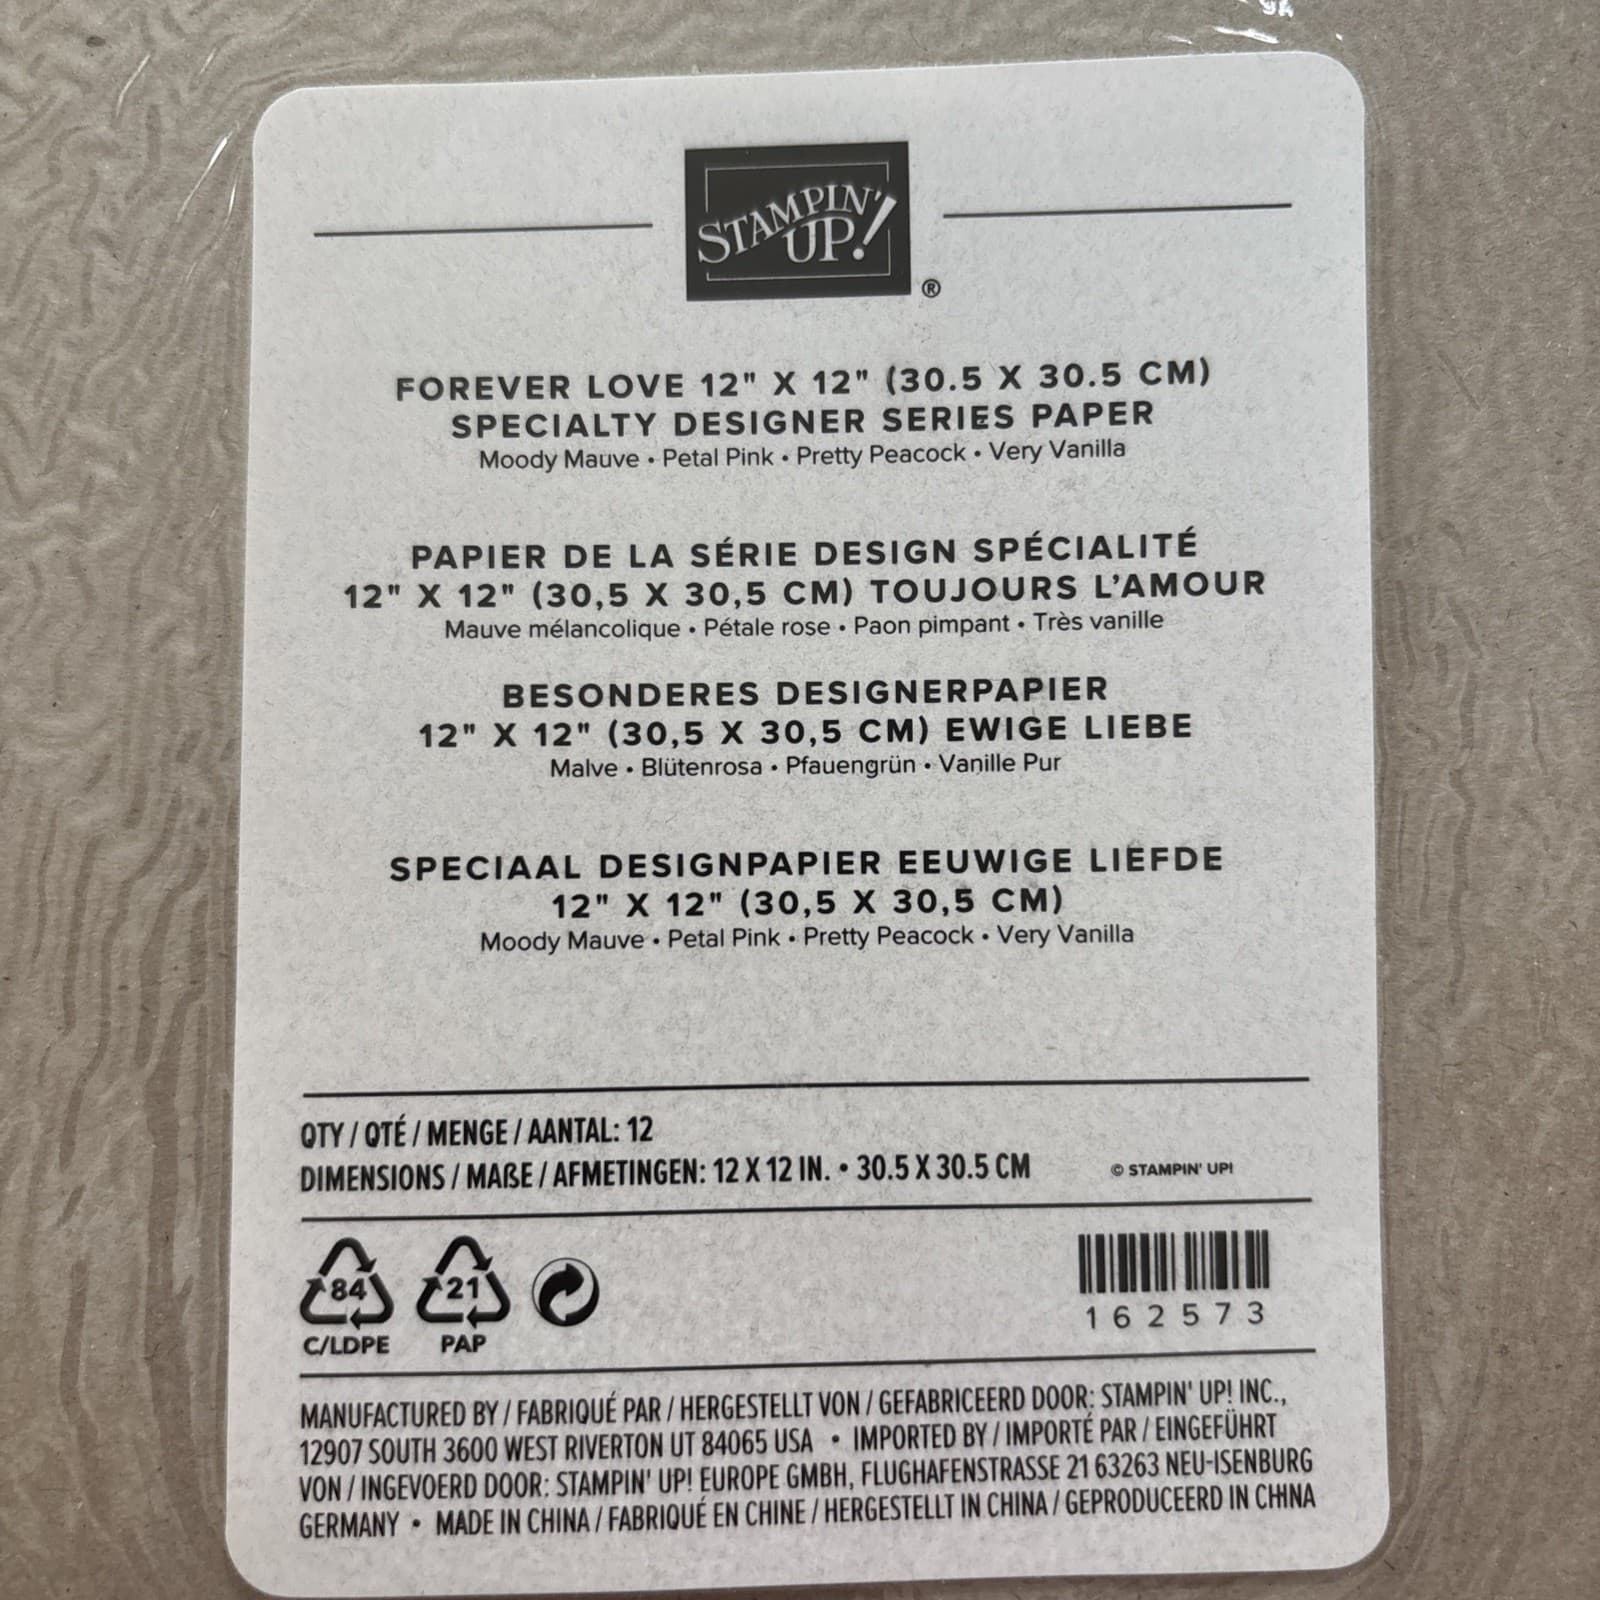 STAMPIN' UP!
®
FOREVER LOVE 12" X 12" (30.5 X 30.5 CM)
SPECIALTY DESIGNER SERIES PAPER
Moody Mauve • Petal Pink • Pretty Peacock • Very Vanilla
PAPIER DE LA SÉRIE DESIGN SPÉCIALITÉ
12" X 12" (30,5 X 30,5 CM) TOUJOURS L'AMOUR
Mauve mélancolique • Pétale rose • Paon pimpant • Très vanille
BESONDERES DESIGNERPAPIER
12" X 12" (30,5 X 30,5 CM) EWIGE LIEBE
Malve • Blütenrosa • Pfauengrün • Vanille Pur
SPECIAAL DESIGNPAPIER EEUWIGE LIEFDE
12" X 12" (30,5 X 30,5 CM)
Moody Mauve • Petal Pink • Pretty Peacock • Very Vanilla
QTY / QTÉ / MENGE / AANTAL: 12
DIMENSIONS / MAßE / AFMETINGEN: 12 X 12 IN. • 30.5 X 30.5 CM
© STAMPIN' UP!
84
C/LDPE
21
PAP
162573
MANUFACTURED BY / FABRIQUÉ PAR / HERGESTELLT VON / GEFABRICEERD DOOR: STAMPIN' UP! INC.,
12907 SOUTH 3600 WEST RIVERTON UT 84065 USA • IMPORTED BY / IMPORTÉ PAR / EINGEFÜHRT
VON / INGEVOERD DOOR: STAMPIN' UP! EUROPE GMBH, FLUGHAFENSTRASSE 21 63263 NEU-ISENBURG
GERMANY • MADE IN CHINA / FABRIQUÉ EN CHINE / HERGESTELLT IN CHINA / GEPRODUCEERD IN CHINA